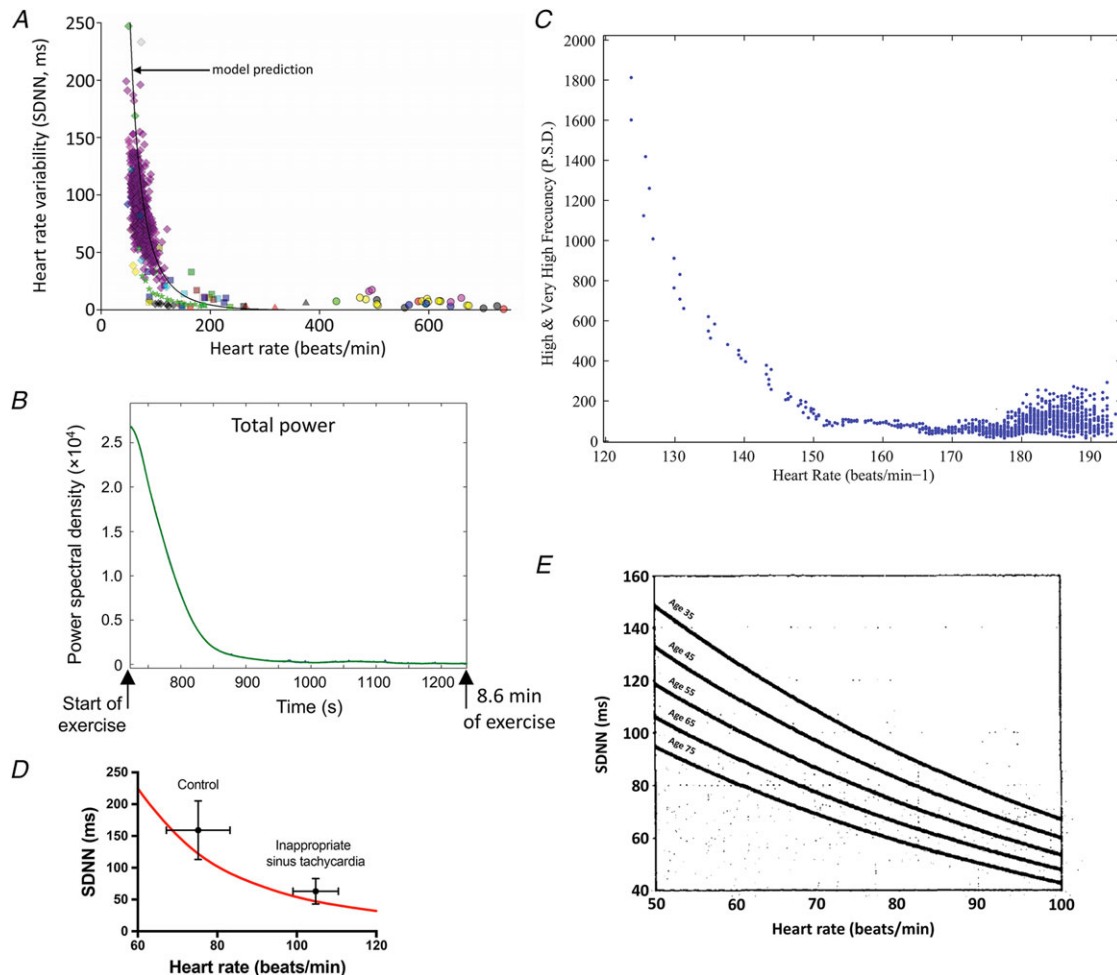 A
Heart rate variability (SDNN, ms)
250
200
150
100
50
0
model prediction
0
200
400
600
Heart rate (beats/min)
B
Power spectral density (×10⁴)
Total power
2.5
2.0
1.5
1.0
0.5
0
800
900
1000
1100
1200
Time (s)
Start of
exercise
8.6 min
of exercise
C
High & Very High Frecuency (P.S.D.)
2000
1800
1600
1400
1200
1000
800
600
400
200
0
120
130
140
150
160
170
180
190
Heart Rate (beats/min−1)
D
SDNN (ms)
250
200
150
100
50
0
Control
Inappropriate
sinus tachycardia
60
80
100
120
Heart rate (beats/min)
E
SDNN (ms)
160
140
120
100
80
60
40
Age 35
Age 45
Age 55
Age 65
Age 75
50
60
70
80
90
100
Heart rate (beats/min)